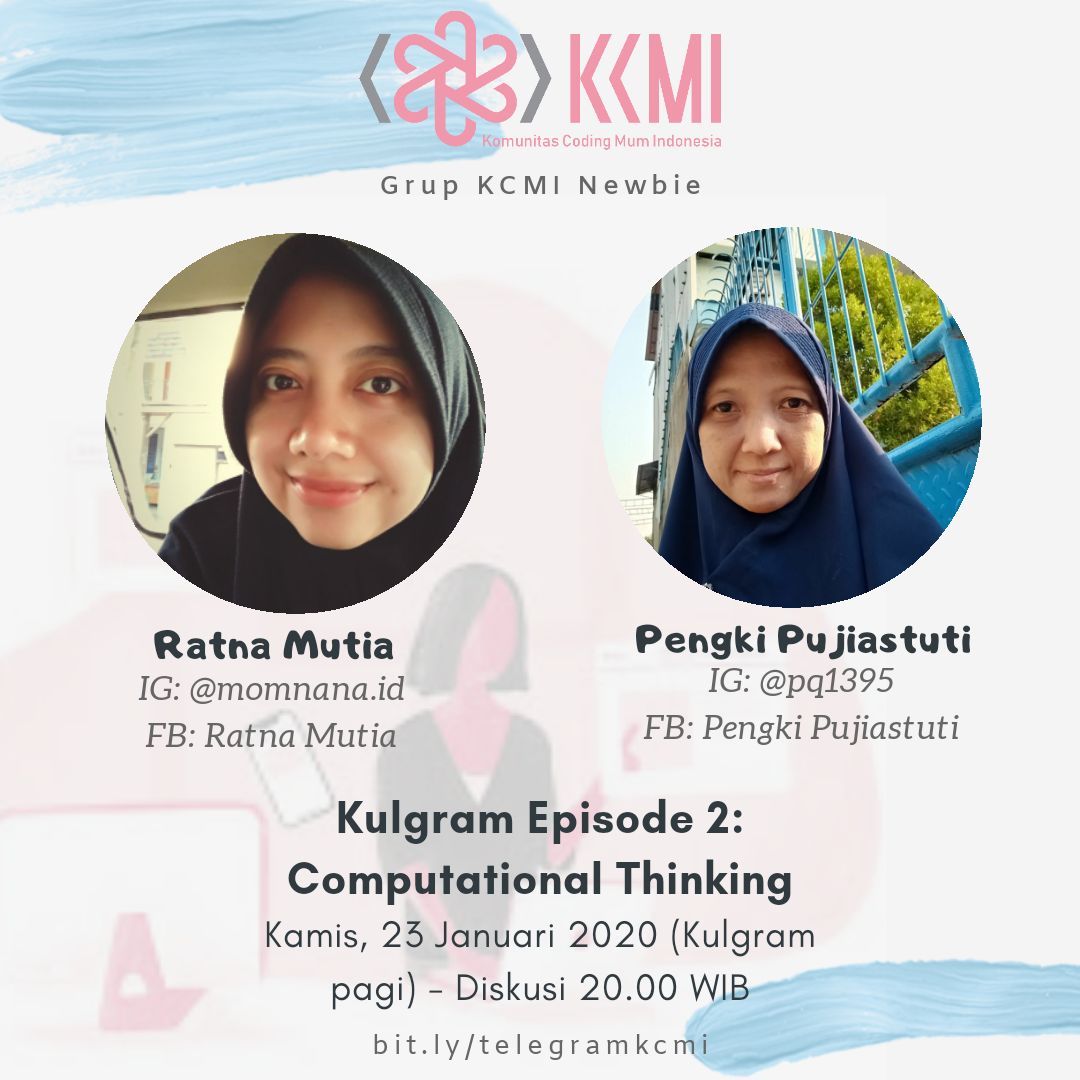 KCMI
Komunitas Coding Mum Indonesia
Grup KCMI Newbie
Ratna Mutia
IG: @momnana.id
FB: Ratna Mutia
Pengki Pujiastuti
IG: @pq1395
FB: Pengki Pujiastuti
Kulgram Episode 2:
Computational Thinking
Kamis, 23 Januari 2020 (Kulgram
pagi) - Diskusi 20.00 WIB
bit.ly/telegramkcmi